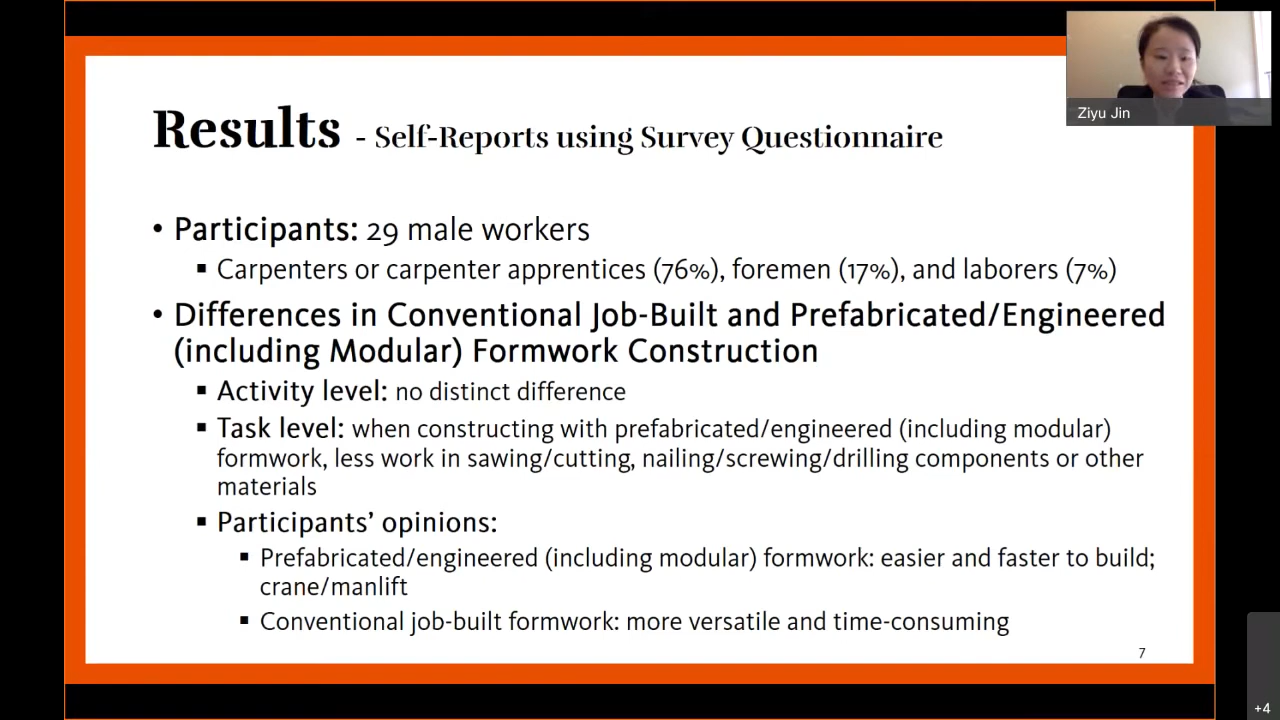 Results - Self-Reports using Survey Questionnaire
Ziyu Jin
• Participants: 29 male workers
▪ Carpenters or carpenter apprentices (76%), foremen (17%), and laborers (7%)
• Differences in Conventional Job-Built and Prefabricated/Engineered
(including Modular) Formwork Construction
▪ Activity level: no distinct difference
▪ Task level: when constructing with prefabricated/engineered (including modular)
formwork, less work in sawing/cutting, nailing/screwing/drilling components or other
materials
▪ Participants’ opinions:
▪ Prefabricated/engineered (including modular) formwork: easier and faster to build;
crane/manlift
▪ Conventional job-built formwork: more versatile and time-consuming
7
+4